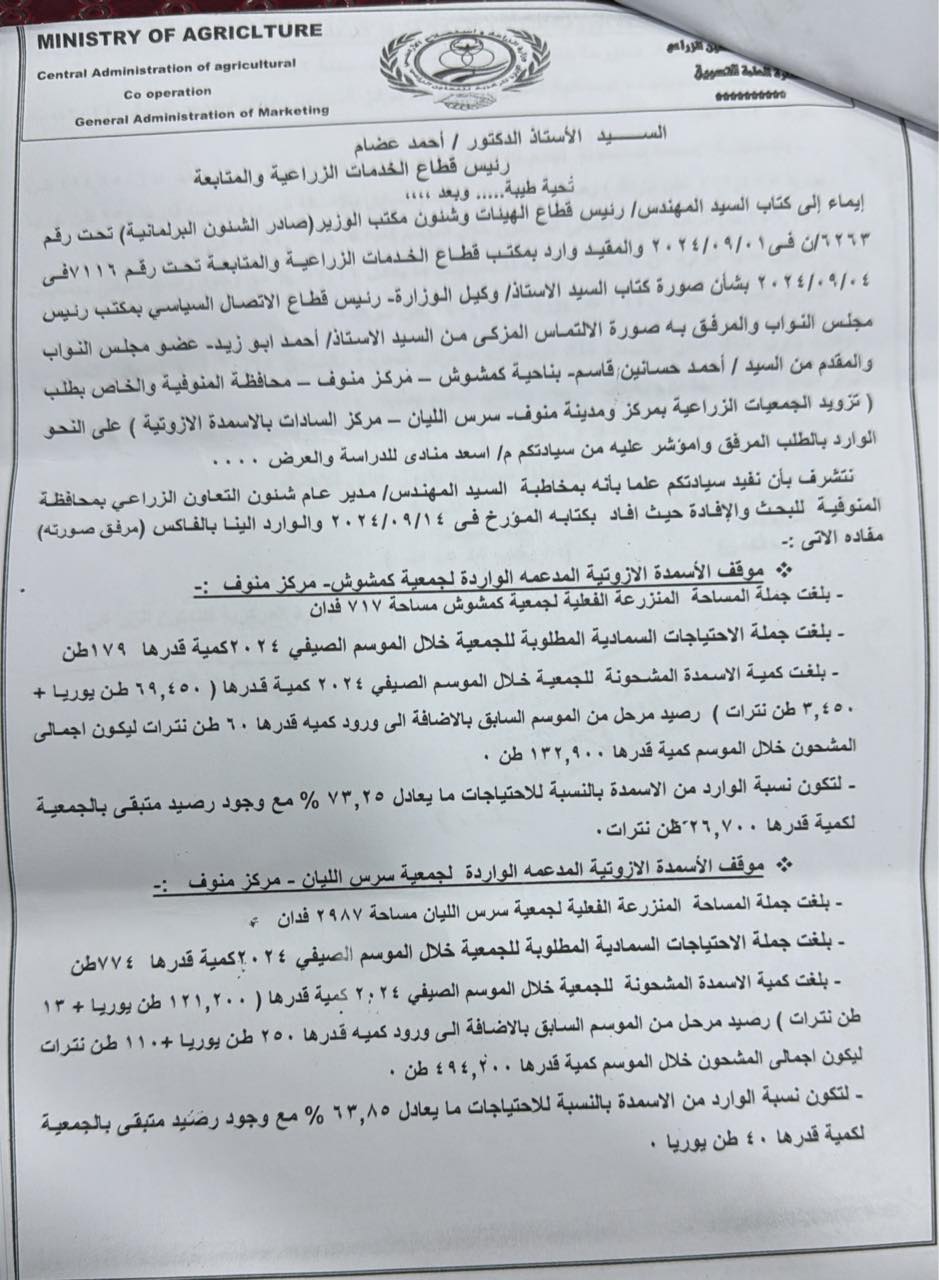 MINISTRY OF AGRICLTURE
Central Administration of agricultural
Co operation
General Administration of Marketing
الزراعي
العامة للتسويق
**********
الســـيد الأستاذ الدكتور / أحمد عضام
رئيس قطاع الخدمات الزراعية والمتابعة
تحية طيبة..... وبعد ،،،،
إيماء إلى كتاب السيد المهندس/ رئيس قطاع الهيئات وشئون مكتب الوزير(صادر الشئون البرلمانية) تحت رقم
٦٢٦٣/ن فى ٢٠٢٤/٠٩/٠١ والمقيد وارد بمكتب قطاع الخدمات الزراعية والمتابعة تحت رقم ٧١١٦فى
٢٠٢٤/٠٩/٠٤ بشأن صورة كتاب السيد الاستاذ/ وكيل الوزارة- رئيس قطاع الاتصال السياسي بمكتب رئيس
مجلس النواب والمرفق به صورة الالتماس المزكى من السيد الاستاذ/ أحمد ابو زيد- عضو مجلس النواب
والمقدم من السيد / أحمد حسانين قاسم- بناحية كمشوش – مركز منوف – محافظة المنوفية والخاص بطلب
( تزويد الجمعيات الزراعية بمركز ومدينة منوف- سرس الليان – مركز السادات بالاسمدة الازوتية ) على النحو
الوارد بالطلب المرفق وامؤشر عليه من سيادتكم م/ اسعد منادى للدراسة والعرض ٠٠٠٠
نتشرف بأن نفيد سيادتكم علما بأنه بمخاطبة السيد المهندس/ مدير عام شئون التعاون الزراعي بمحافظة
المنوفية للبحث والإفادة حيث افاد بكتابه المؤرخ فى ٢٠٢٤/٠٩/١٤ والوارد الينا بالفاكس (مرفق صورته)
مفاده الاتى :-
❖ موقف الأسمدة الازوتية المدعمه الواردة لجمعية كمشوش- مركز منوف :-
- بلغت جملة المساحة المنزرعة الفعلية لجمعية كمشوش مساحة ٧١٧ فدان
- بلغت جملة الاحتياجات السمادية المطلوبة للجمعية خلال الموسم الصيفي ٢٠٢٤كمية قدرها ١٧٩طن
- بلغت كمية الاسمدة المشحونة للجمعية خلال الموسم الصيفي ٢٠٢٤ كمية قدرها ( ٦٩,٤٥٠ طن يوريا +
٣,٤٥٠ طن نترات ) رصيد مرحل من الموسم السابق بالاضافة الى ورود كميه قدرها ٦٠ طن نترات ليكون اجمالى
المشحون خلال الموسم كمية قدرها ١٣٢,٩٠٠ طن ٠
- لتكون نسبة الوارد من الاسمدة بالنسبة للاحتياجات ما يعادل ٧٣,٢٥ % مع وجود رصيد متبقى بالجمعية
لكمية قدرها ٢٦,٧٠٠ طن نترات٠
❖ موقف الأسمدة الازوتية المدعمه الواردة لجمعية سرس الليان – مركز منوف :-
- بلغت جملة المساحة المنزرعة الفعلية لجمعية سرس الليان مساحة ٢٩٨٧ فدان
- بلغت جملة الاحتياجات السمادية المطلوبة للجمعية خلال الموسم الصيفي ٢٠٢٤كمية قدرها ٧٧٤طن
- بلغت كمية الاسمدة المشحونة للجمعية خلال الموسم الصيفي ٢٠٢٤ كمية قدرها ( ١٢١,٢٠٠ طن يوريا + ١٣
طن نترات ) رصيد مرحل من الموسم السابق بالاضافة الى ورود كميه قدرها ٢٥٠ طن يوريا +١١٠ طن نترات
ليكون اجمالى المشحون خلال الموسم كمية قدرها ٤٩٤,٢٠٠ طن ٠
- لتكون نسبة الوارد من الاسمدة بالنسبة للاحتياجات ما يعادل ٦٣,٨٥ % مع وجود رصيد متبقى بالجمعية
لكمية قدرها ٤٠ طن يوريا ٠